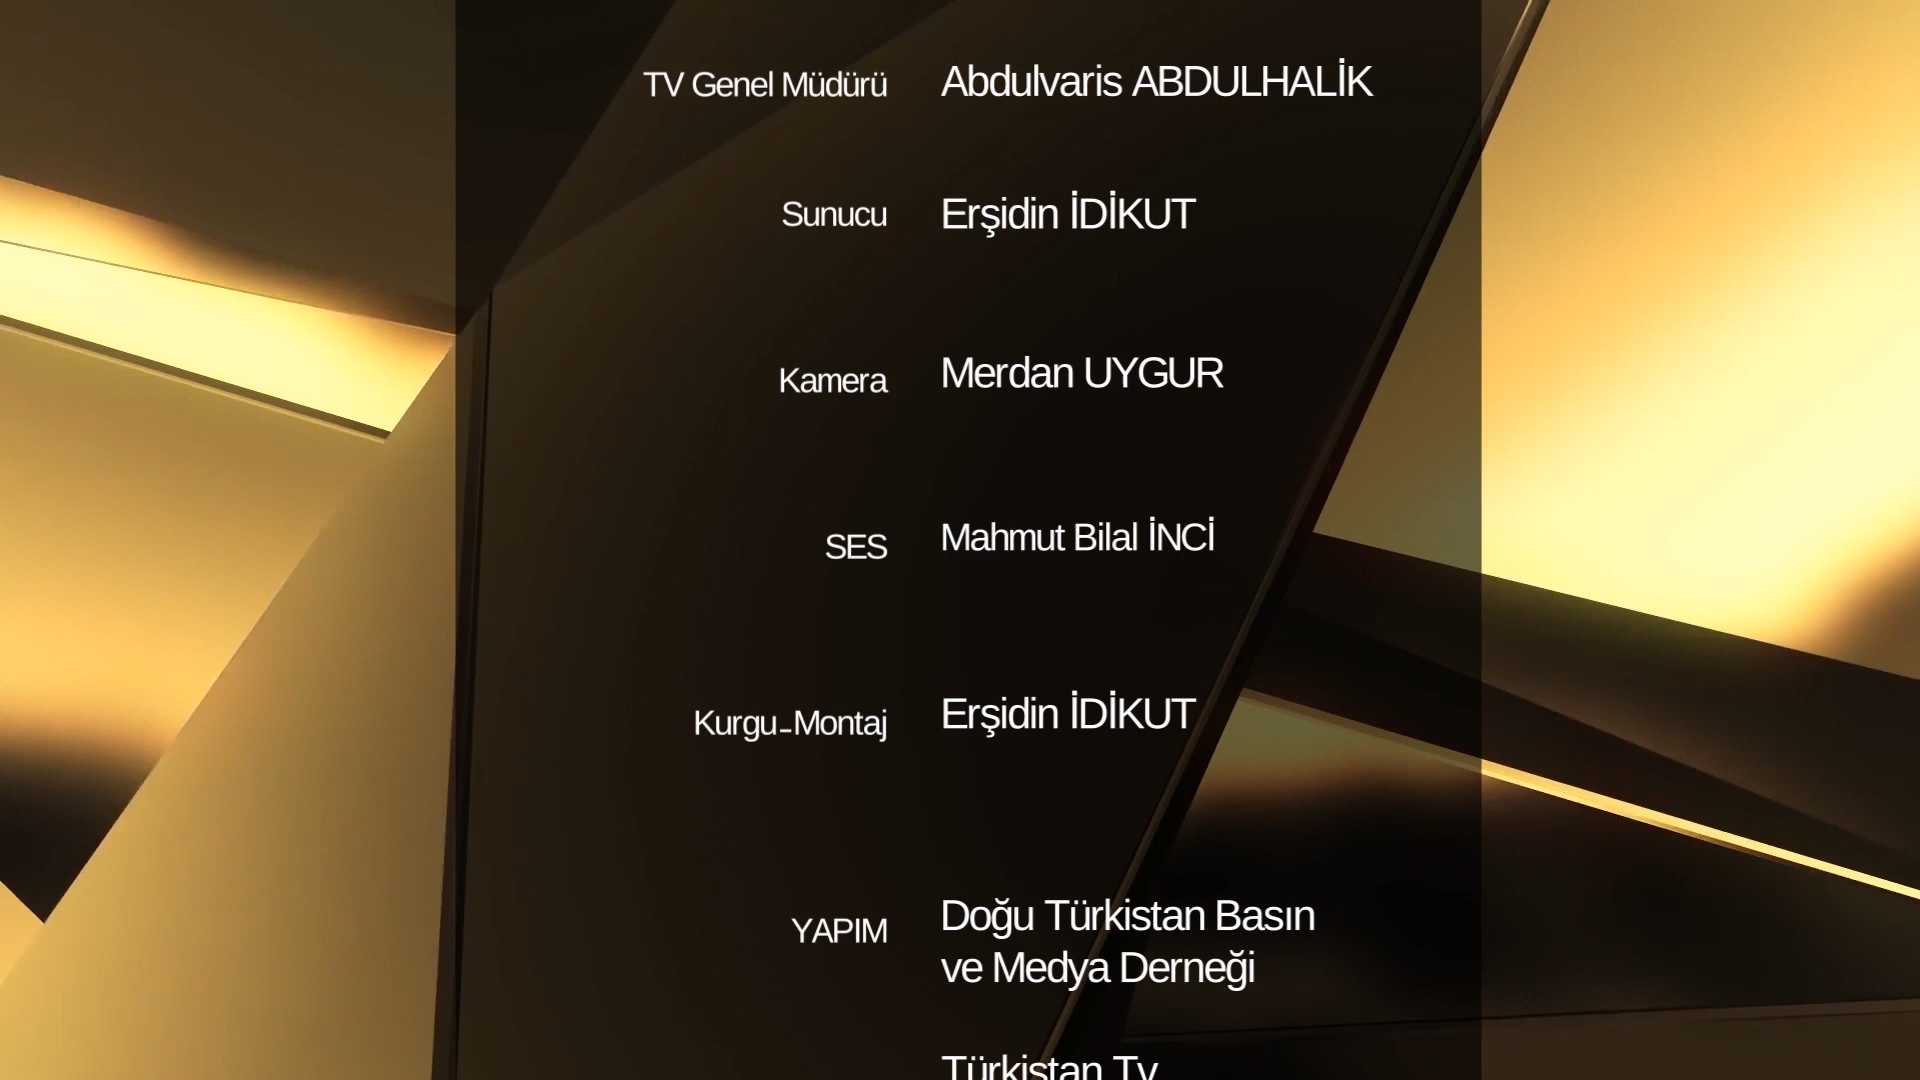 TV Genel Müdürü Abdulvaris ABDULHALİK
Sunucu Erşidin İDİKUT
Kamera Merdan UYGUR
SES Mahmut Bilal İNCİ
Kurgu-Montaj Erşidin İDİKUT
YAPIM Doğu Türkistan Basın
ve Medya Derneği
Türkistan Tv